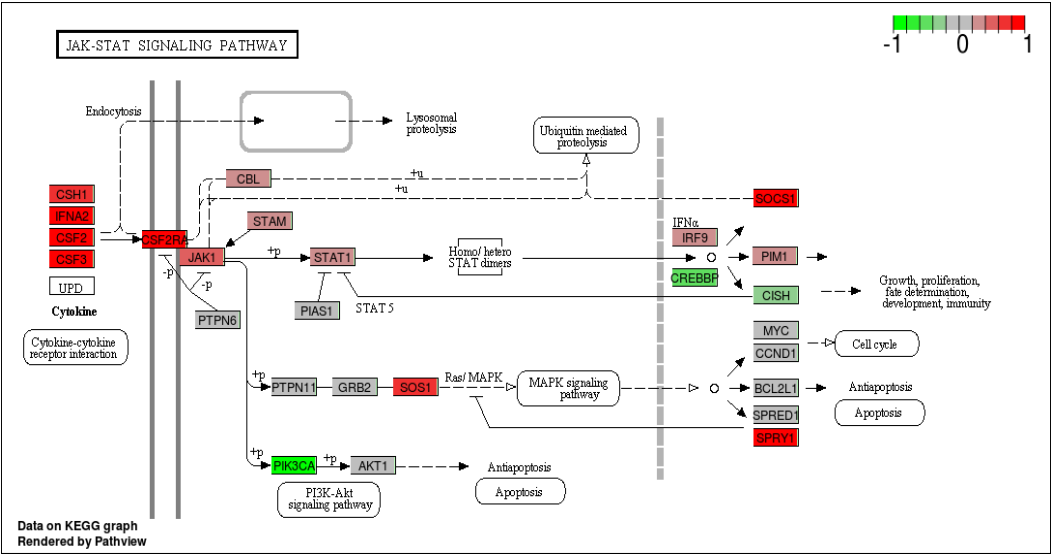 JAK-STAT SIGNALING PATHWAY
-1 0 1
Endocytosis
Lysosomal
proteolysis
Ubiquitin mediated
proteolysis
CBL
+u
+u
CSH1
IFNA2
CSF2
CSF3
UPD
Cytokine
Cytokine-cytokine
receptor interaction
CSF2RA
STAM
JAK1
+p
STAT1
Homo/ hetero
STAT dimers
-p
-p
PTPN6
PIAS1
STAT 5
SOCS1
IFNα
IRF9
CREBBP
PIM1
CISH
Growth, proliferation,
fate determination,
development, immunity
MYC
CCND1
Cell cycle
+p
PTPN11
GRB2
SOS1
Ras/ MAPK
MAPK signaling
pathway
BCL2L1
Antiapoptosis
SPRED1
Apoptosis
SPRY1
+p
PIK3CA
+p
AKT1
Antiapoptosis
PI3K-Akt
signaling pathway
Apoptosis
Data on KEGG graph
Rendered by Pathview